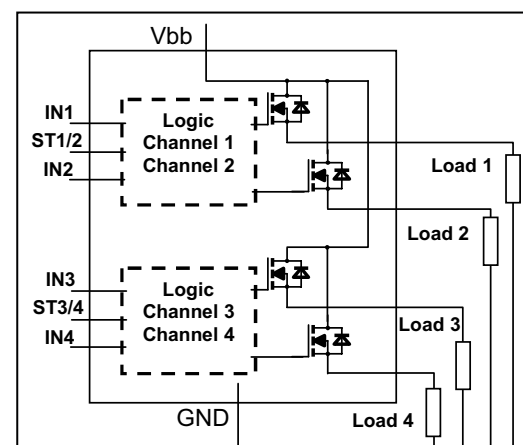 Vbb
IN1
ST1/2
IN2
Logic
Channel 1
Channel 2
Load 1
Load 2
IN3
ST3/4
IN4
Logic
Channel 3
Channel 4
Load 3
GND
Load 4